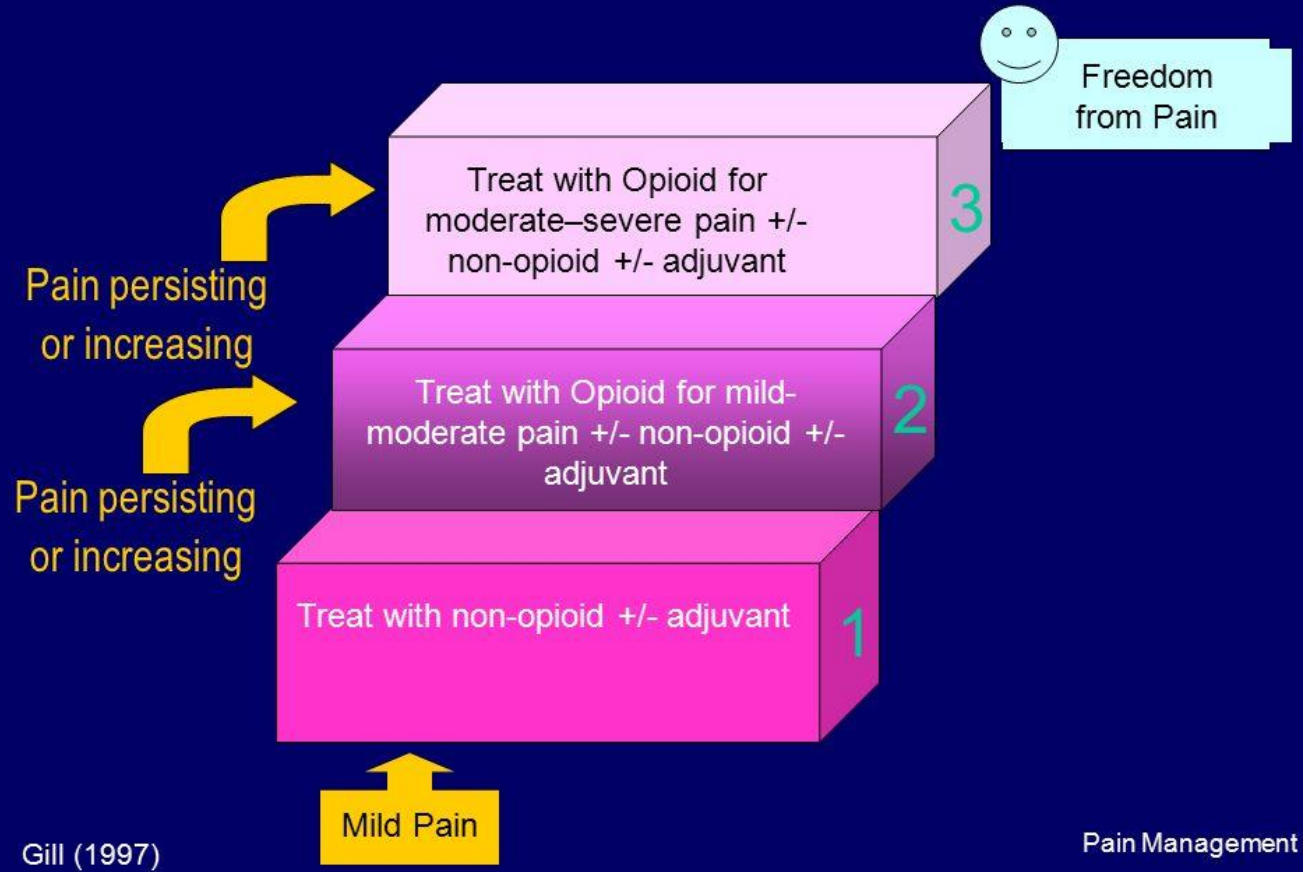 Freedom
from Pain
Treat with Opioid for
moderate–severe pain +/-
non-opioid +/- adjuvant
3
Pain persisting
or increasing
Treat with Opioid for mild-
moderate pain +/- non-opioid +/-
adjuvant
2
Pain persisting
or increasing
Treat with non-opioid +/- adjuvant
1
Mild Pain
Gill (1997)
Pain Management